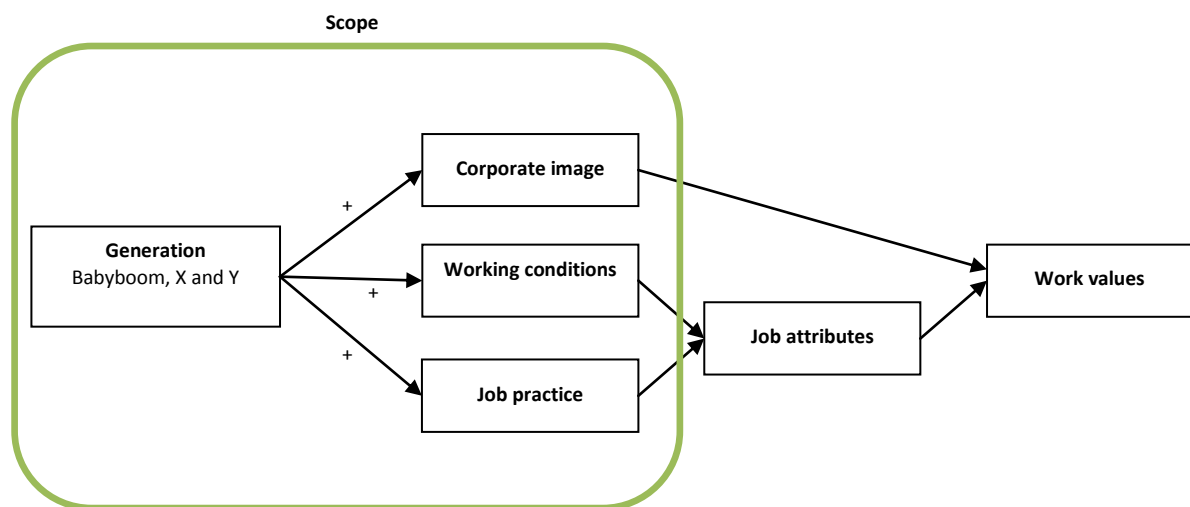 Scope
Corporate image
+
Generation
Babyboom, X and Y
Working conditions
+
Work values
Job attributes
+
Job practice